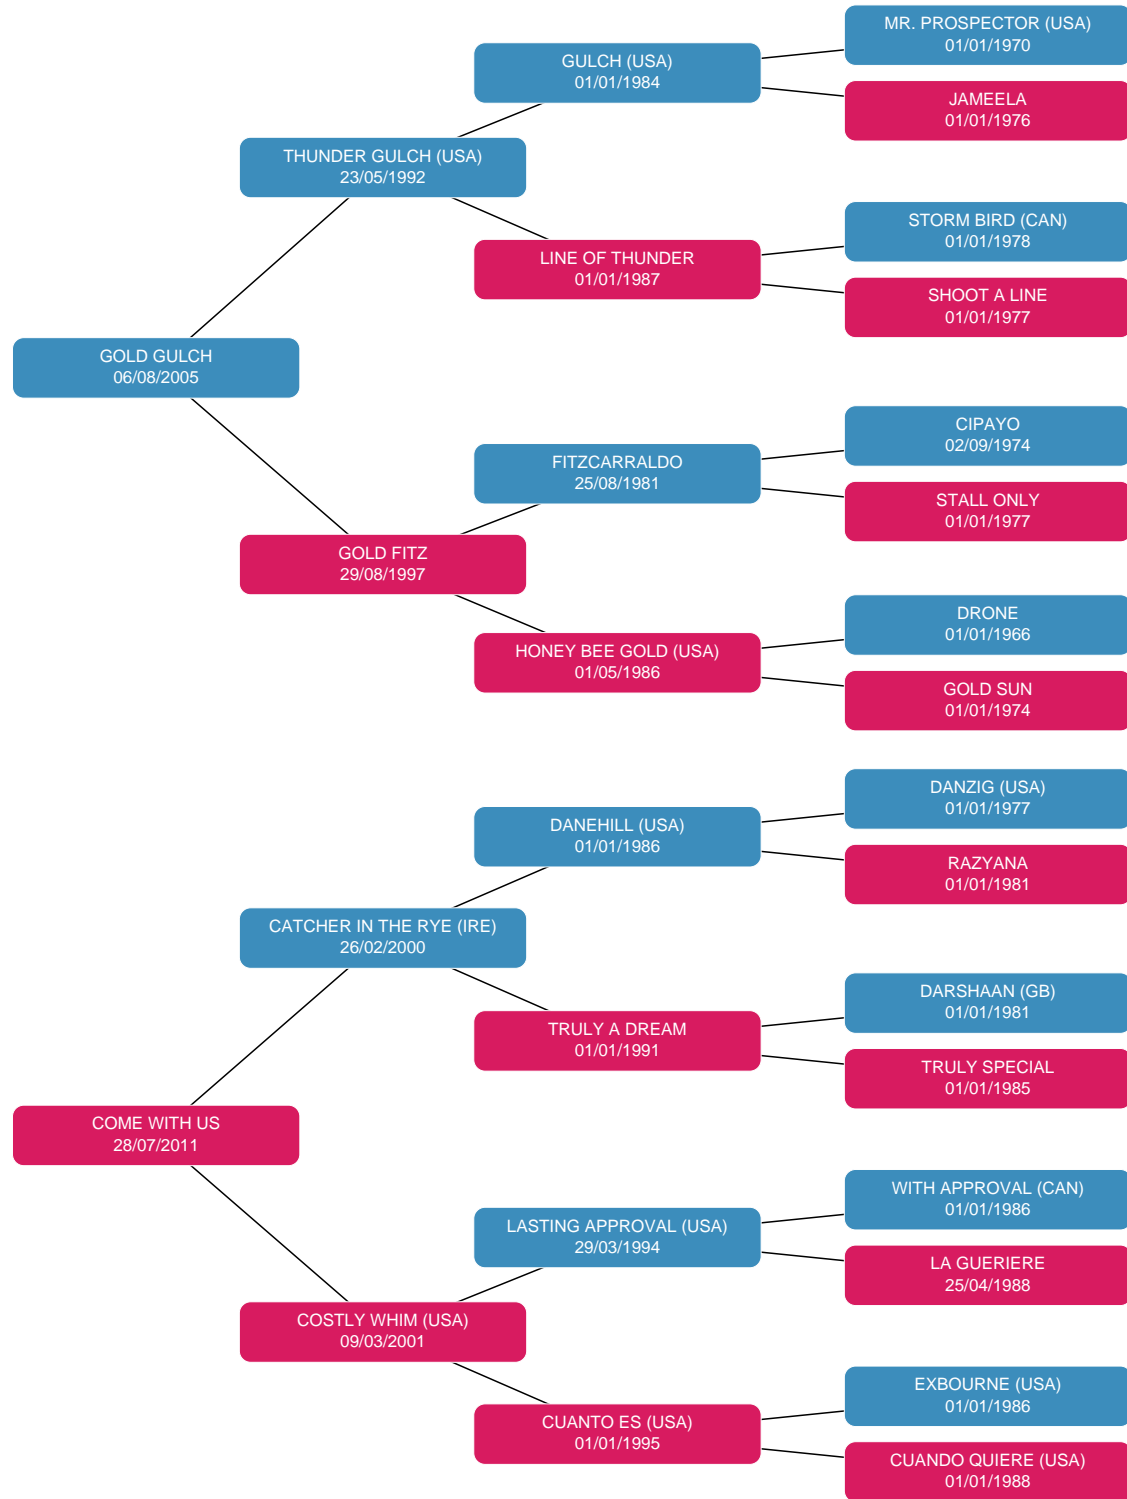 MR. PROSPECTOR (USA)
01/01/1970
GULCH (USA)
01/01/1984
JAMEELA
01/01/1976
THUNDER GULCH (USA)
23/05/1992
STORM BIRD (CAN)
01/01/1978
LINE OF THUNDER
01/01/1987
SHOOT A LINE
01/01/1977
GOLD GULCH
06/08/2005
CIPAYO
02/09/1974
FITZCARRALDO
25/08/1981
STALL ONLY
01/01/1977
GOLD FITZ
29/08/1997
DRONE
01/01/1966
HONEY BEE GOLD (USA)
01/05/1986
GOLD SUN
01/01/1974
DANZIG (USA)
01/01/1977
DANEHILL (USA)
01/01/1986
RAZYANA
01/01/1981
CATCHER IN THE RYE (IRE)
26/02/2000
DARSHAAN (GB)
01/01/1981
TRULY A DREAM
01/01/1991
TRULY SPECIAL
01/01/1985
COME WITH US
28/07/2011
WITH APPROVAL (CAN)
01/01/1986
LASTING APPROVAL (USA)
29/03/1994
LA GUERIERE
25/04/1988
COSTLY WHIM (USA)
09/03/2001
EXBOURNE (USA)
01/01/1986
CUANTO ES (USA)
01/01/1995
CUANDO QUIERE (USA)
01/01/1988